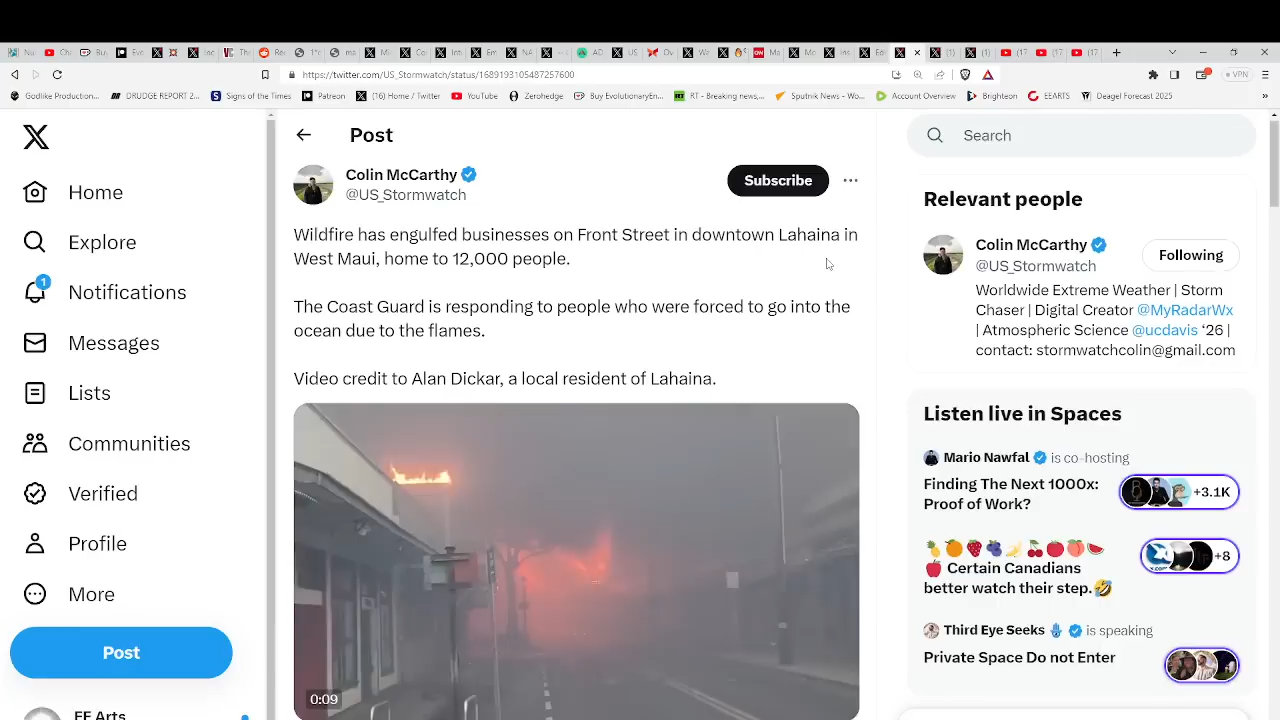 https://twitter.com/US_Stormwatch/status/1689193105487257600
VPN
Godlike Production...
DRUDGE REPORT 2...
Signs of the Times
Patreon
(16) Home / Twitter
YouTube
Zerohedge
Buy EvolutionaryEn...
RT - Breaking news,...
Sputnik News - Wo...
Account Overview
Brighteon
EEARTS
Deagel Forecast 2025
Home
Explore
1
Notifications
Messages
Lists
Communities
Verified
Profile
More
Post
EE Arts
Post
Colin McCarthy
@US_Stormwatch
Subscribe
Wildfire has engulfed businesses on Front Street in downtown Lahaina in
West Maui, home to 12,000 people.
The Coast Guard is responding to people who were forced to go into the
ocean due to the flames.
Video credit to Alan Dickar, a local resident of Lahaina.
0:09
Search
Relevant people
Colin McCarthy
@US_Stormwatch
Following
Worldwide Extreme Weather | Storm
Chaser | Digital Creator @MyRadarWx
| Atmospheric Science @ucdavis ‘26 |
contact: stormwatchcolin@gmail.com
Listen live in Spaces
Mario Nawfal is co-hosting
Finding The Next 1000x:
Proof of Work?
+3.1K
Certain Canadians
better watch their step.
+8
Third Eye Seeks is speaking
Private Space Do not Enter